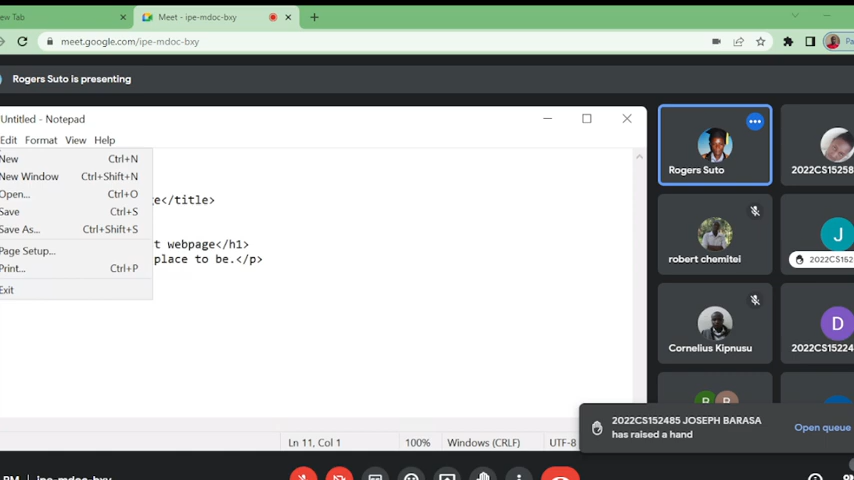 ew Tab
Meet - ipe-mdoc-bxy
meet.google.com/ipe-mdoc-bxy
Pa
Rogers Suto is presenting
Untitled - Notepad
Edit Format View Help
New Ctrl+N
New Window Ctrl+Shift+N
Open... Ctrl+O
Save Ctrl+S
Save As... Ctrl+Shift+S
Page Setup...
Print... Ctrl+P
Exit
ge</title>
t webpage</h1>
place to be.</p>
Ln 11, Col 1
100%
Windows (CRLF)
UTF-8
Rogers Suto
2022CS15258
robert chemitei
J
2022CS152
Cornelius Kipnusu
D
2022CS15224
2022CS152485 JOSEPH BARASA
has raised a hand
Open queue
PM
ipe-mdoc-bxy